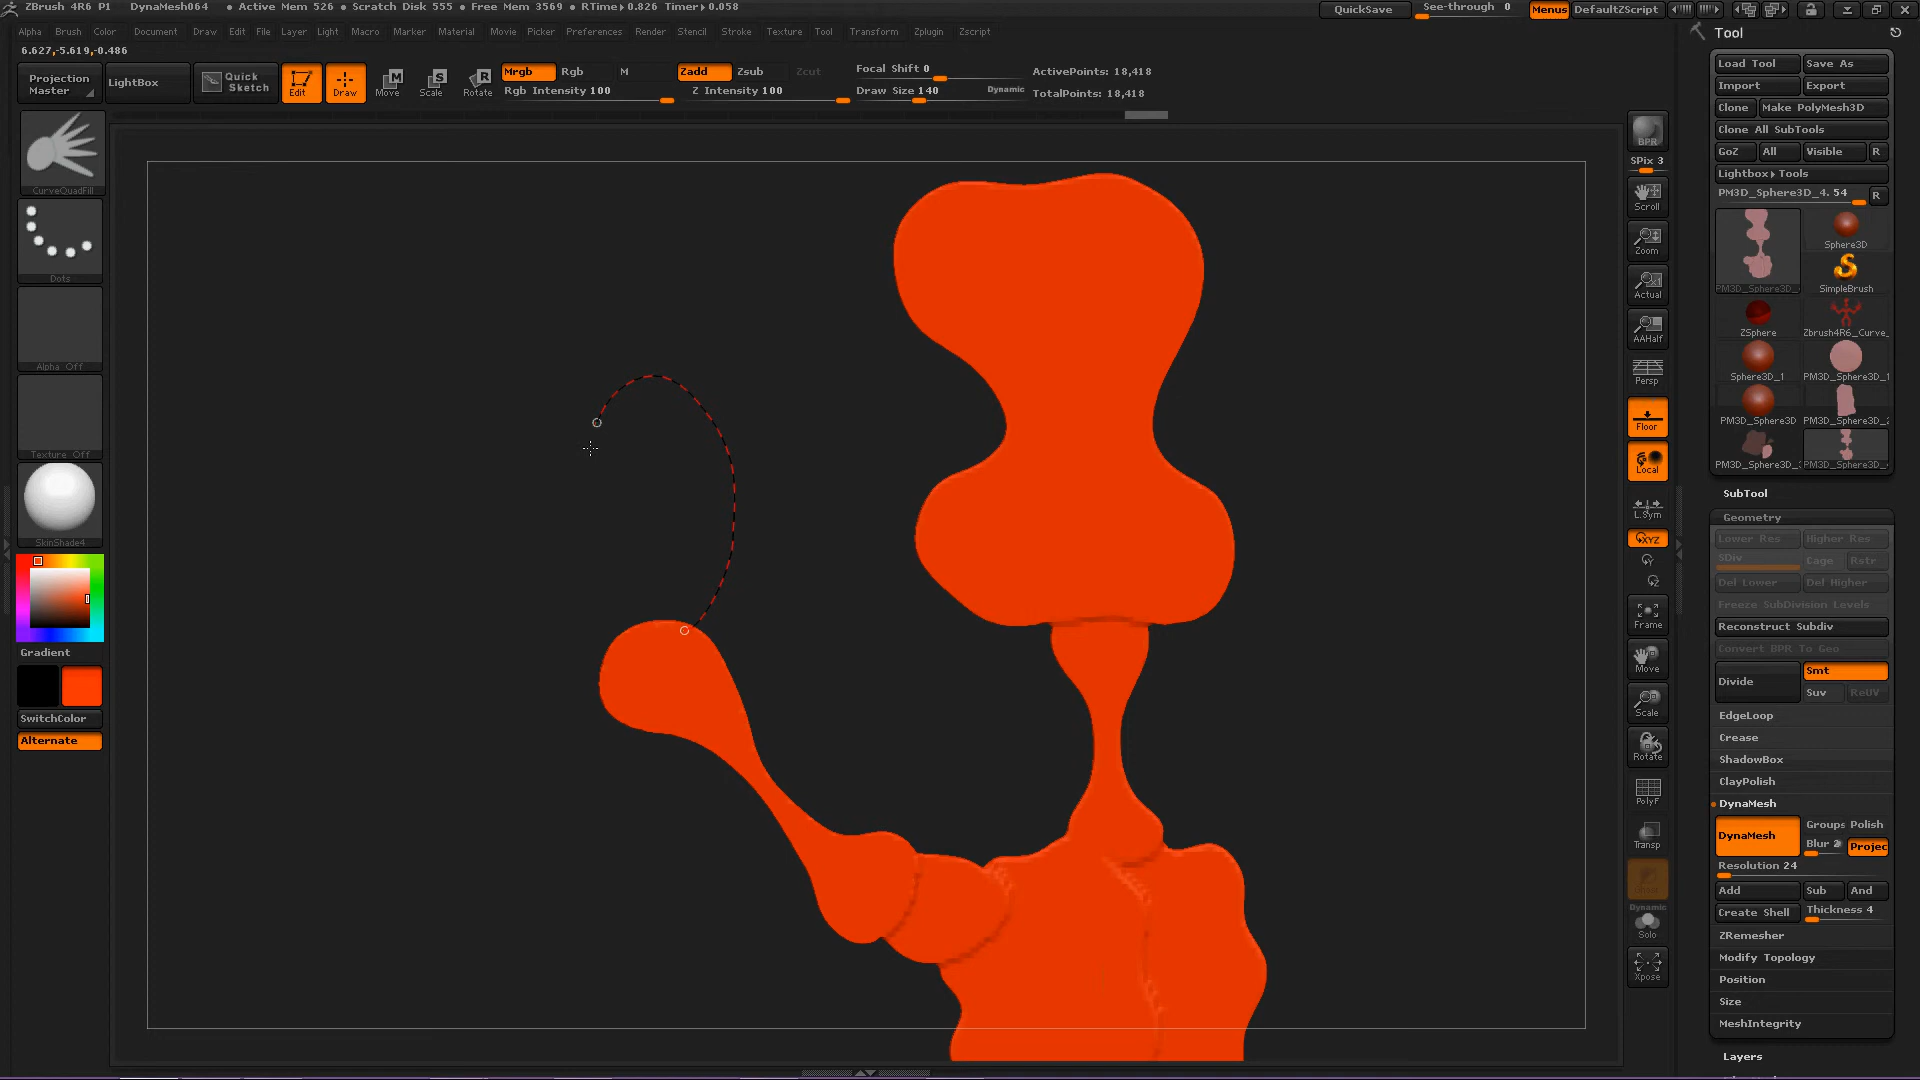 ZBrush 4R6 P1 DynaMesh064 ● Active Mem 526 ● Scratch Disk 555 ● Free Mem 3569 ● RTime▸0.826 Timer▸0.058 QuickSave See-through 0 Menus DefaultZScript
Alpha Brush Color Document Draw Edit File Layer Light Macro Marker Material Movie Picker Preferences Render Stencil Stroke Texture Tool Transform Zplugin Zscript
6.627,-5.619,-0.486
Projection Master
LightBox
Quick Sketch
Edit
Draw
Move
Scale
Rotate
Mrgb Rgb M
Rgb Intensity 100
Zadd Zsub Zcut
Z Intensity 100
Focal Shift 0
Draw Size 140 Dynamic
ActivePoints: 18,418
TotalPoints: 18,418
CurveQuadFill
Dots
Alpha Off
Texture Off
SkinShade4
Gradient
SwitchColor
Alternate
BPR
SPix 3
Scroll
Zoom
Actual
AAHalf
Persp
Floor
Local
L.Sym
XYZ
Y
Z
Frame
Move
Scale
Rotate
PolyF
Transp
Dynamic
Solo
Xpose
Tool
Load Tool Save As
Import Export
Clone Make PolyMesh3D
Clone All SubTools
GoZ All Visible R
Lightbox▸Tools
PM3D_Sphere3D_4. 54 R
PM3D_Sphere3D_
Sphere3D
SimpleBrush
ZSphere Zbrush4R6_Curve_
Sphere3D_1 PM3D_Sphere3D_1
PM3D_Sphere3D PM3D_Sphere3D_2
PM3D_Sphere3D_3 PM3D_Sphere3D_
SubTool
Geometry
Lower Res Higher Res
SDiv Cage Rstr
Del Lower Del Higher
Freeze SubDivision Levels
Reconstruct Subdiv
Convert BPR To Geo
Divide Smt
Suv ReUV
EdgeLoop
Crease
ShadowBox
ClayPolish
DynaMesh
DynaMesh Groups Polish
Blur 2 Projec
Resolution 24
Add Sub And
Create Shell Thickness 4
ZRemesher
Modify Topology
Position
Size
MeshIntegrity
Layers